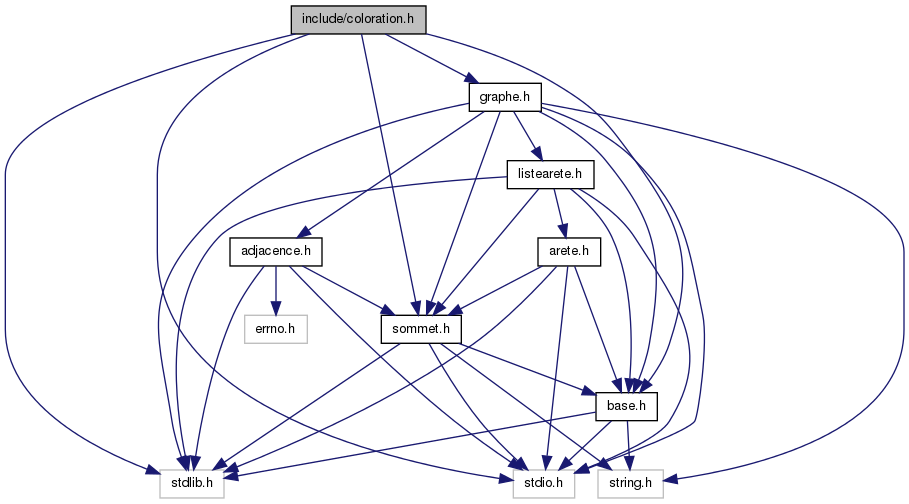 include/coloration.h
graphe.h
listearete.h
adjacence.h
arete.h
errno.h
sommet.h
base.h
stdlib.h
stdio.h
string.h